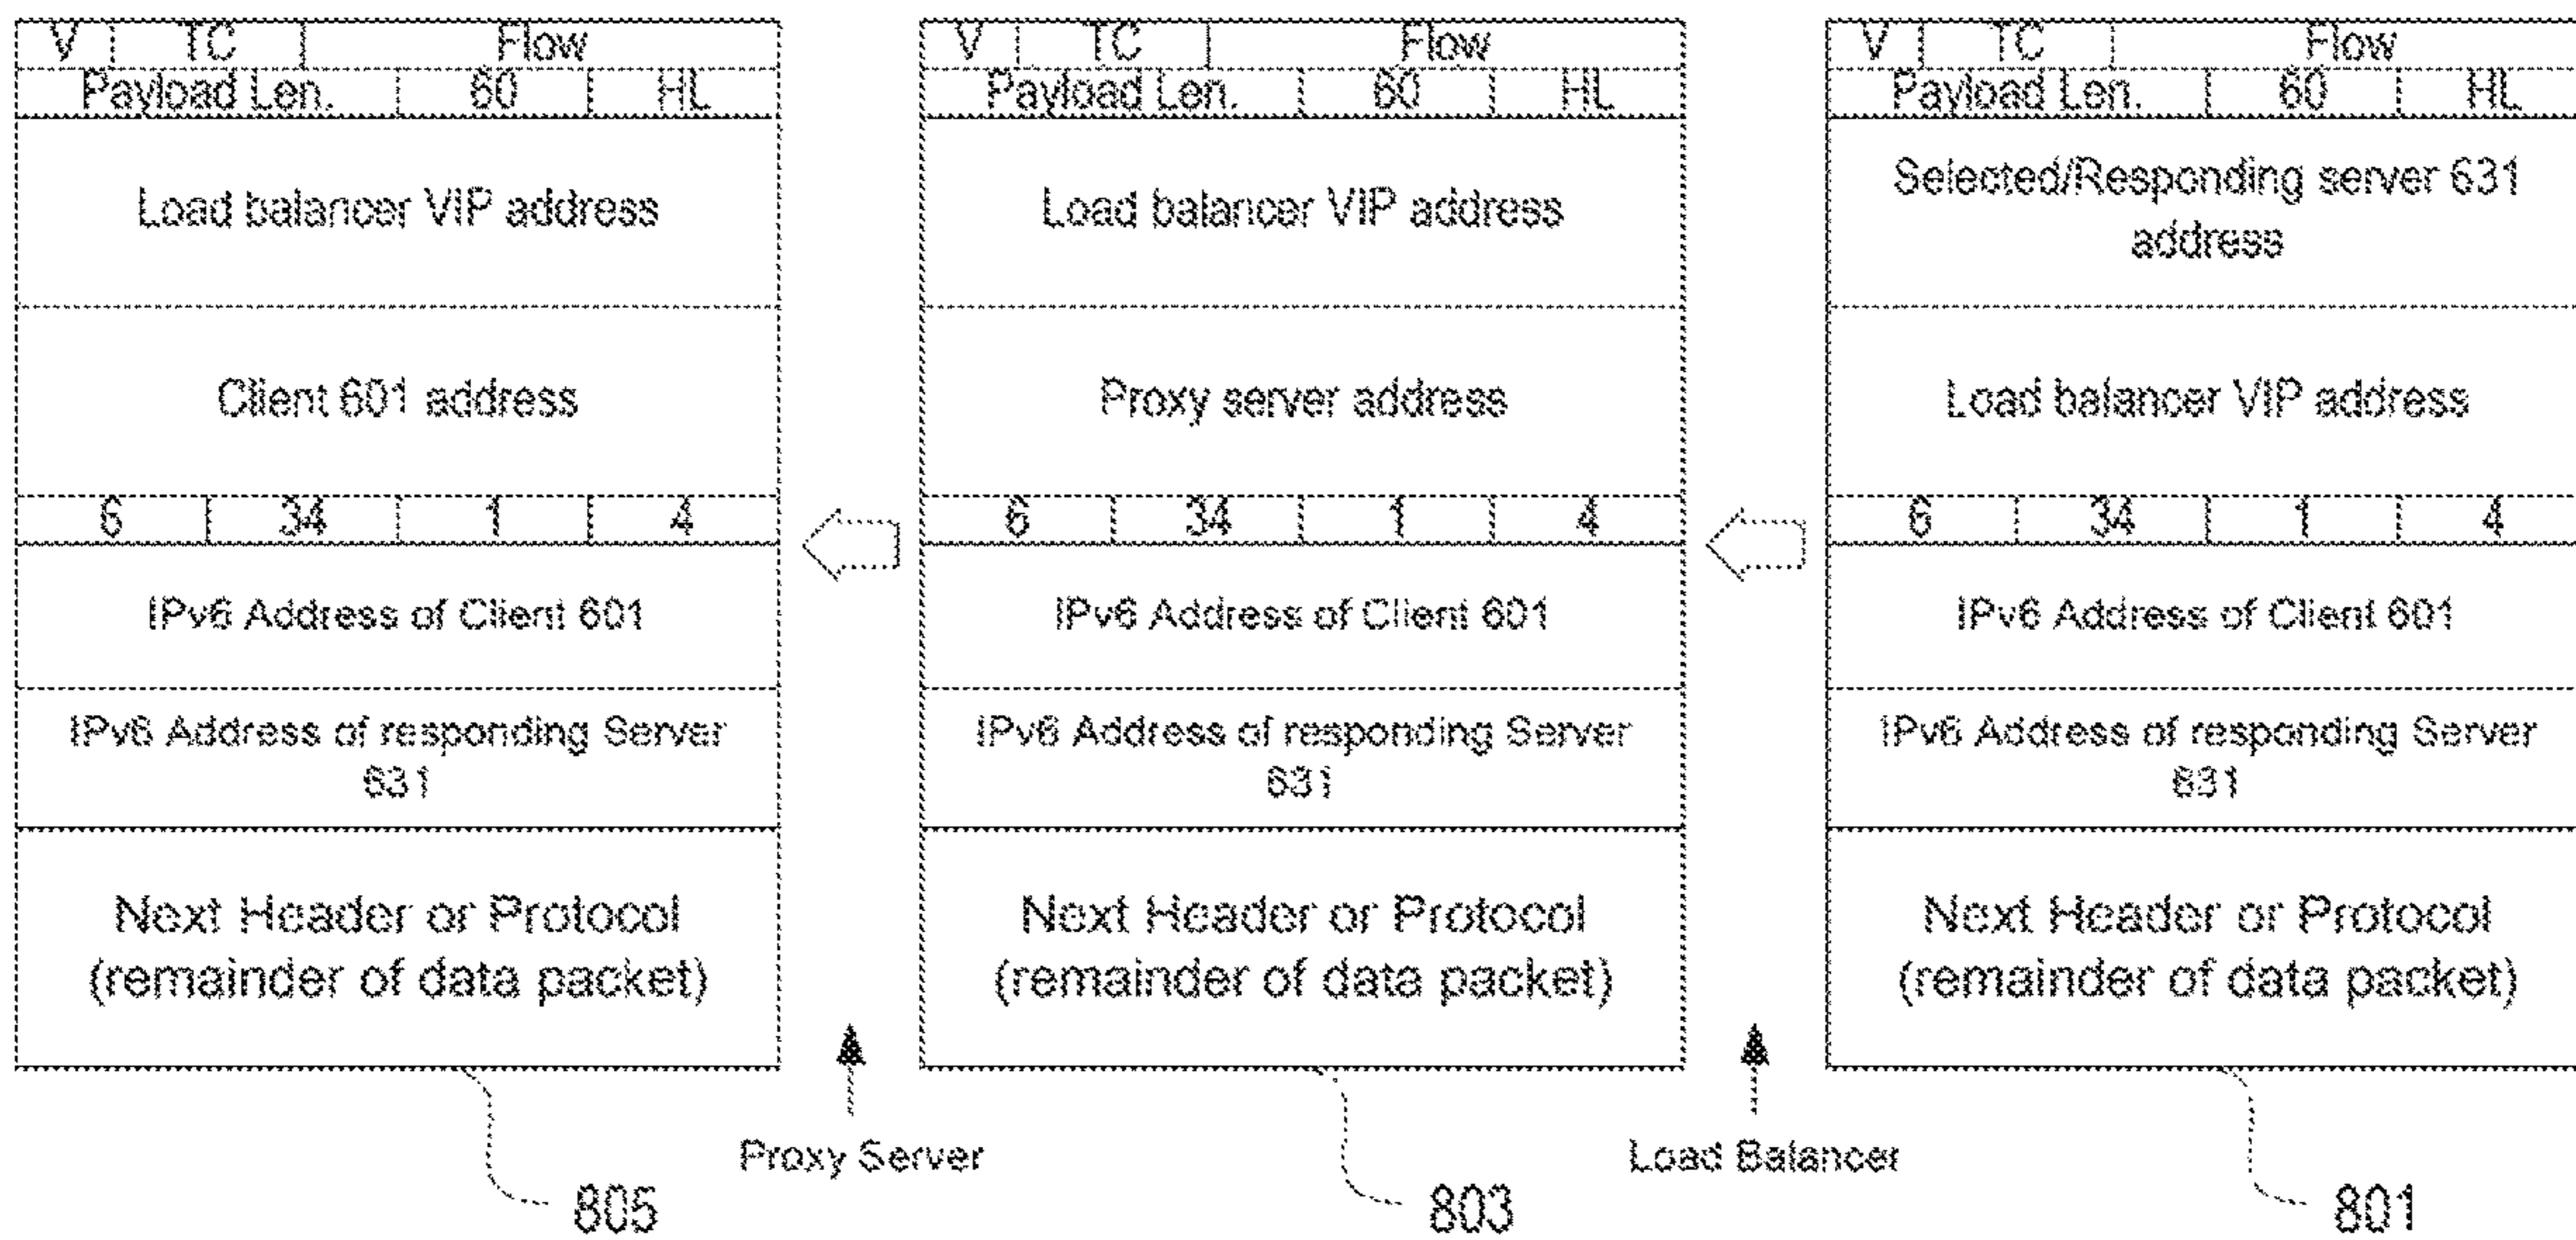 V TC Flow
Payload Len. 60 HL
Load balancer VIP address
Client 601 address
6 34 1 4
IPv6 Address of Client 601
IPv6 Address of responding Server
631
Next Header or Protocol
(remainder of data packet)
805
Proxy Server
V TC Flow
Payload Len. 60 HL
Load balancer VIP address
Proxy server address
6 34 1 4
IPv6 Address of Client 601
IPv6 Address of responding Server
631
Next Header or Protocol
(remainder of data packet)
803
Load Balancer
V TC Flow
Payload Len. 60 HL
Selected/Responding server 631
address
Load balancer VIP address
6 34 1 4
IPv6 Address of Client 601
IPv6 Address of responding Server
631
Next Header or Protocol
(remainder of data packet)
801